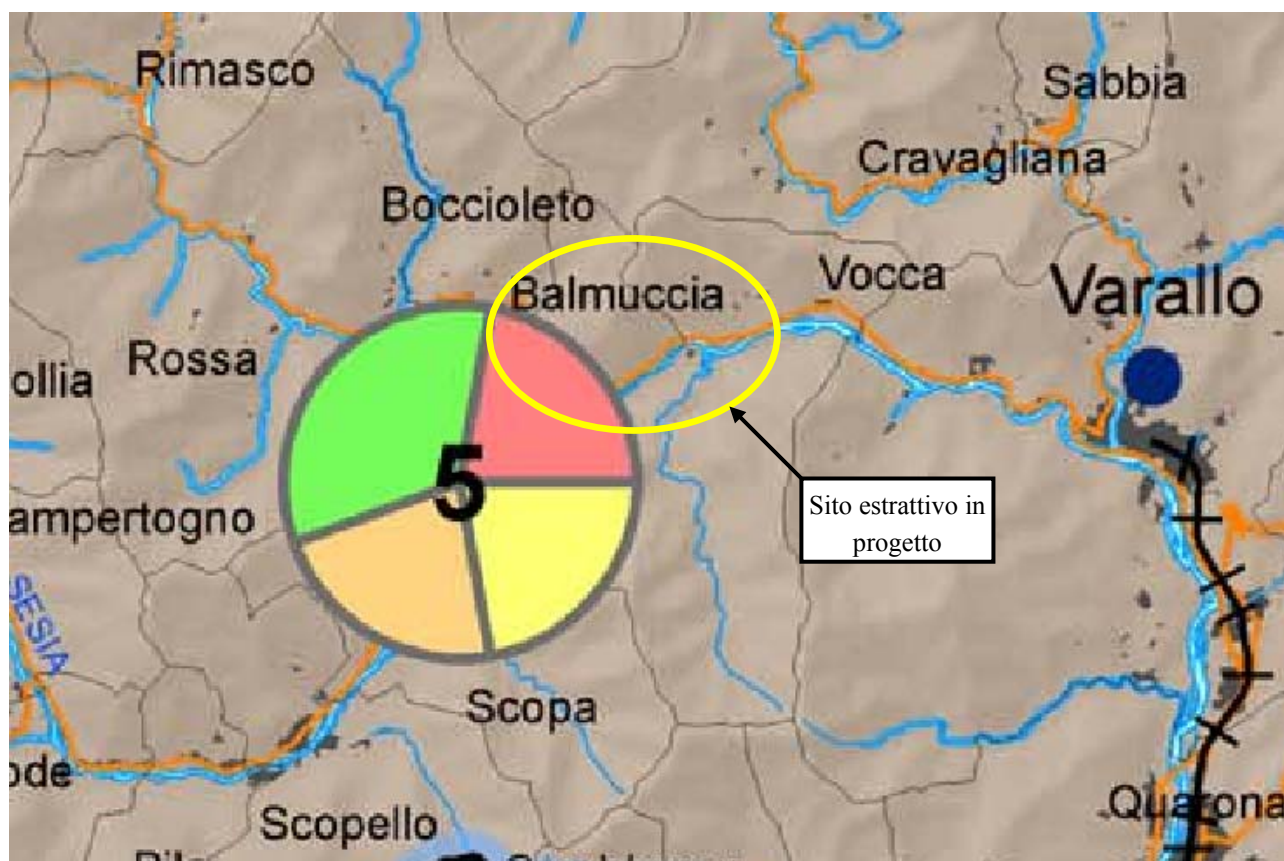 Rimasco
Sabbia
Cravagliana
Boccioleto
Balmuccia
Vocca
Varallo
Rossa
ollia
5
Sito estrattivo in
progetto
ampertogno
SESIA
Scopa
ode
Scopello
Quarona